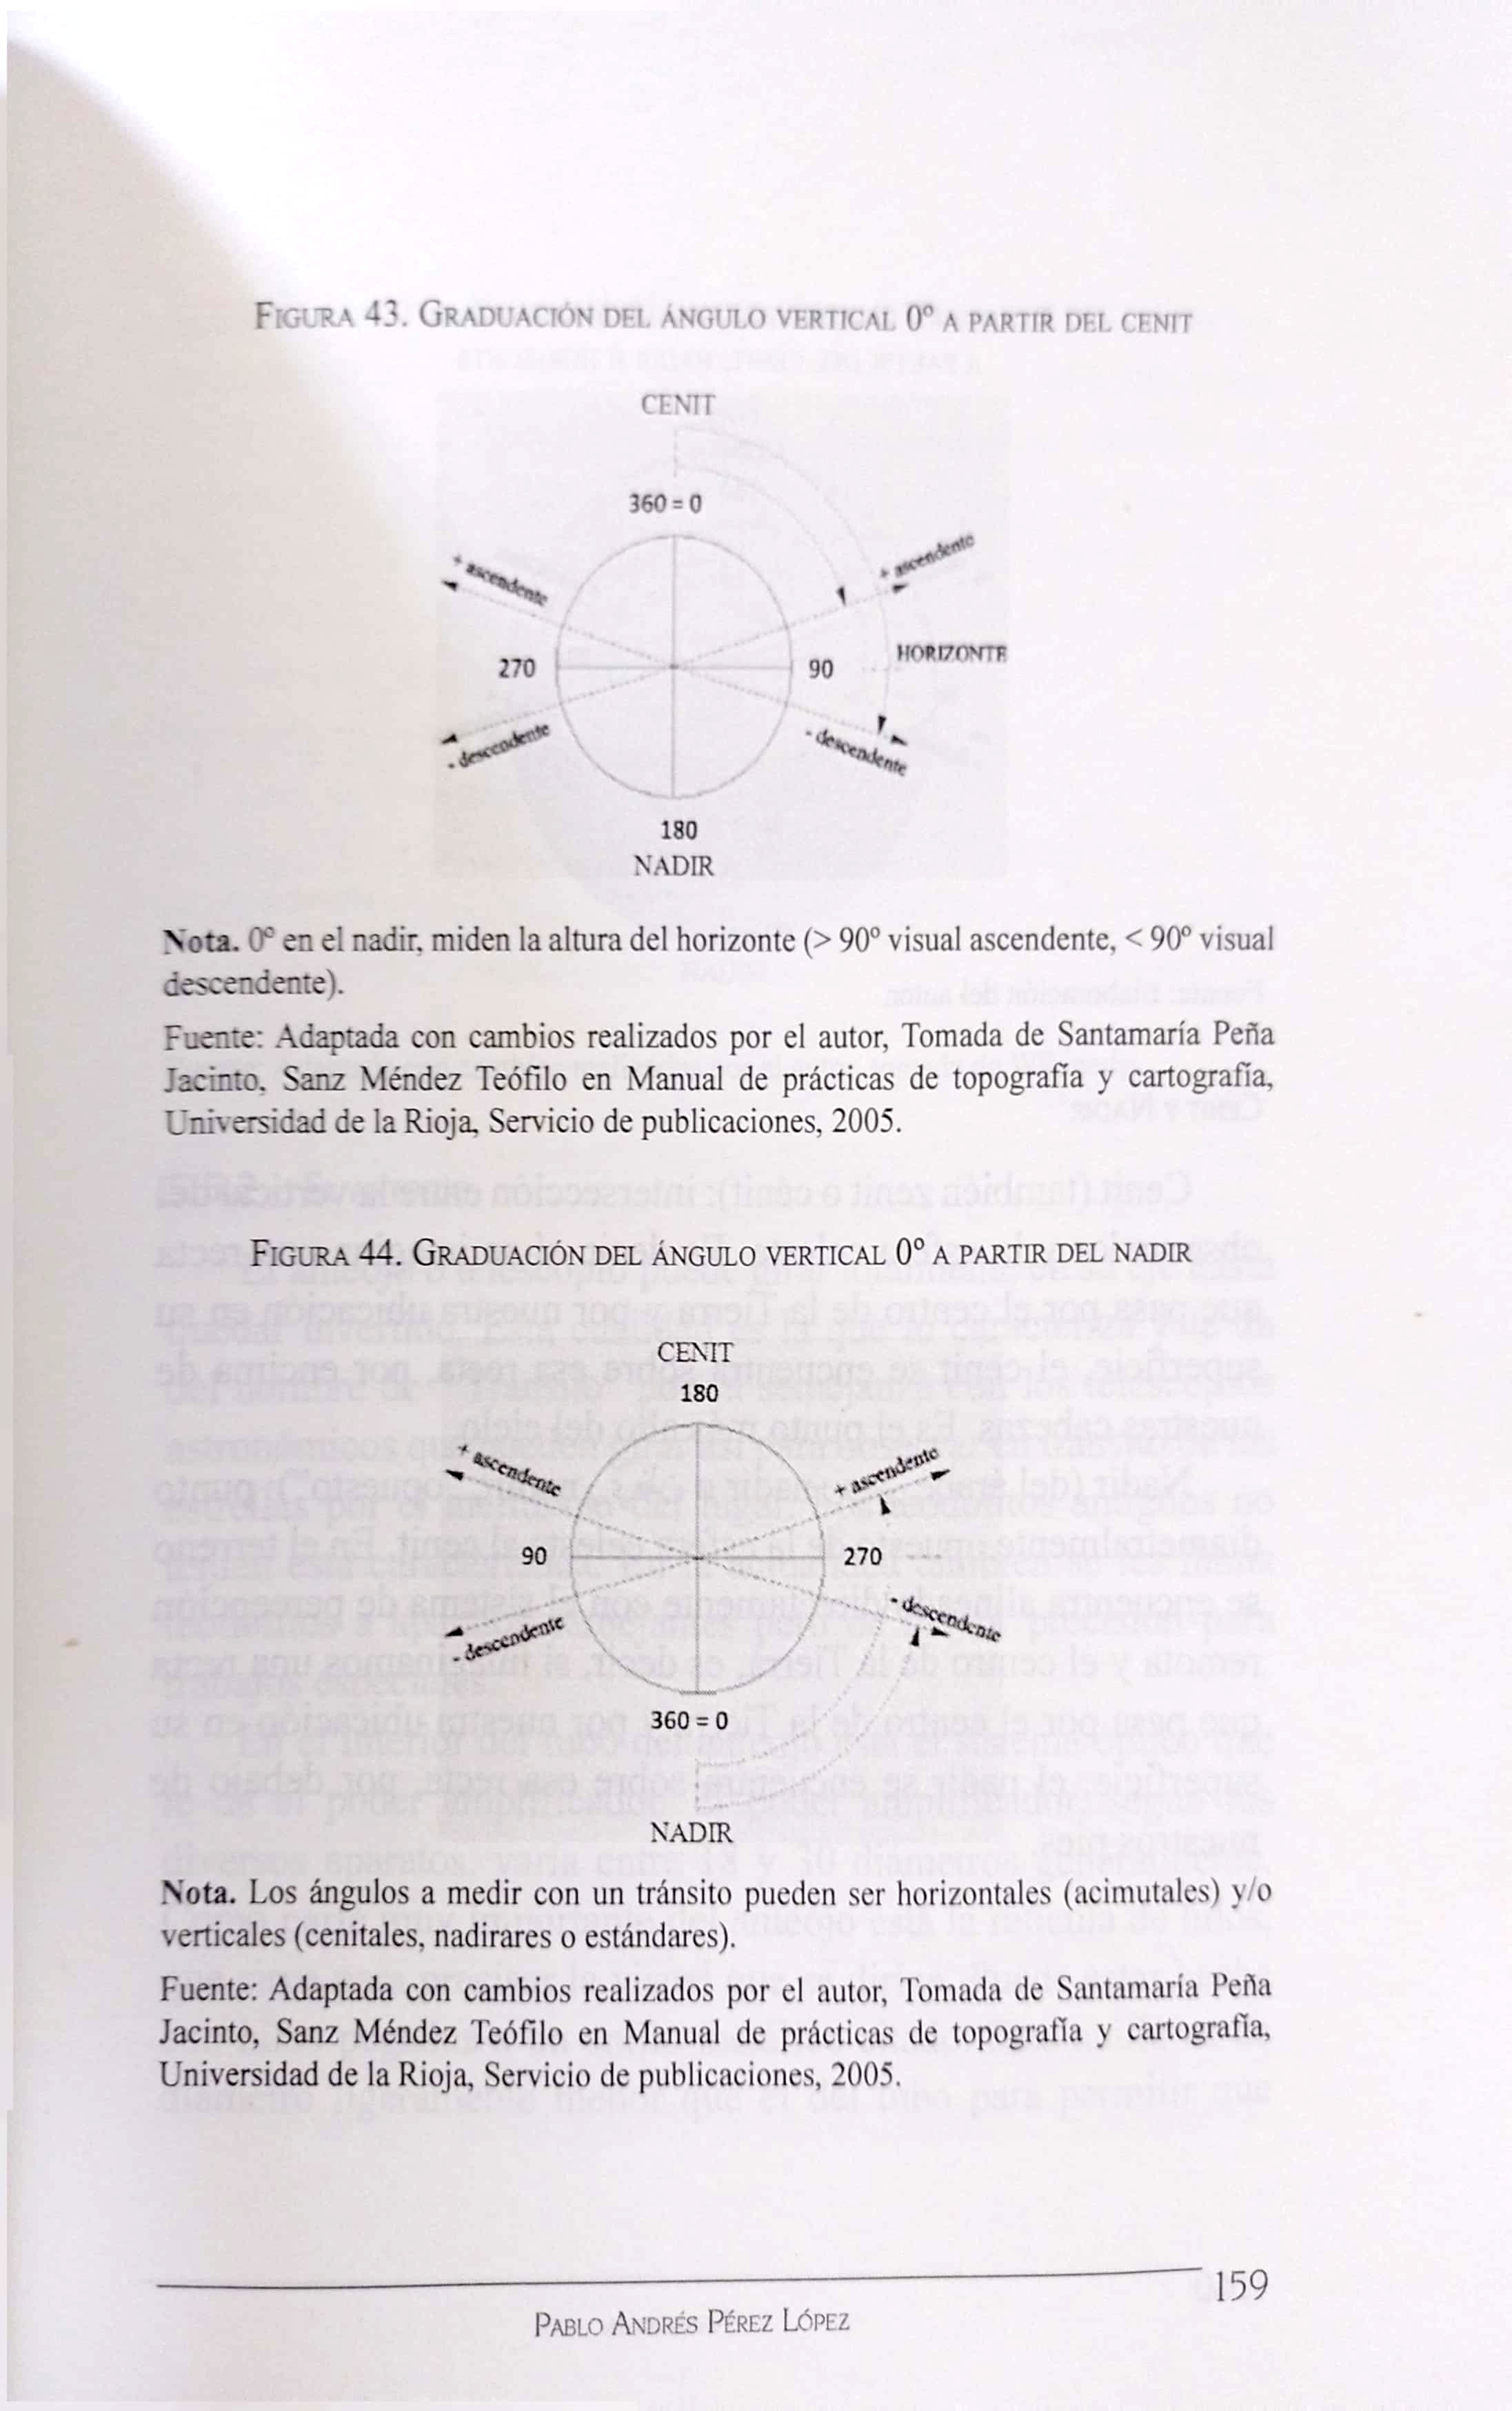 FIGURA 43. GRADUACIÓN DEL ÁNGULO VERTICAL 0º A PARTIR DEL CENIT
CENIT
360 = 0
+ ascendente
+ ascendente
270
90
HORIZONTE
- descendente
- descendente
180
NADIR
Nota. 0º en el nadir, miden la altura del horizonte (> 90º visual ascendente, < 90º visual
descendente).
Fuente: Adaptada con cambios realizados por el autor, Tomada de Santamaría Peña
Jacinto, Sanz Méndez Teófilo en Manual de prácticas de topografía y cartografía,
Universidad de la Rioja, Servicio de publicaciones, 2005.
FIGURA 44. GRADUACIÓN DEL ÁNGULO VERTICAL 0º A PARTIR DEL NADIR
CENIT
180
+ ascendente
+ ascendente
90
270
- descendente
- descendente
360 = 0
NADIR
Nota. Los ángulos a medir con un tránsito pueden ser horizontales (acimutales) y/o
verticales (cenitales, nadirares o estándares).
Fuente: Adaptada con cambios realizados por el autor, Tomada de Santamaría Peña
Jacinto, Sanz Méndez Teófilo en Manual de prácticas de topografía y cartografía,
Universidad de la Rioja, Servicio de publicaciones, 2005.
159
PABLO ANDRÉS PÉREZ LÓPEZ